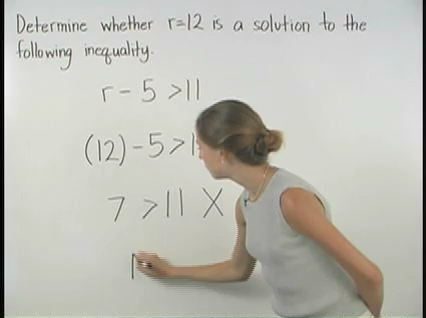 Determine whether r=12 is a solution to the
following inequality.
r - 5 >11
(12) - 5 >1
7 >11 X